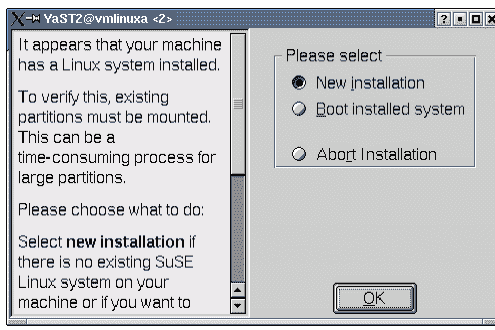 YaST2@vmlinuxa <2>
It appears that your machine
has a Linux system installed.
To verify this, existing
partitions must be mounted.
This can be a
time-consuming process for
large partitions.
Please choose what to do:
Select new installation if
there is no existing SuSE
Linux system on your
machine or if you want to
Please select
New installation
Boot installed system
Abort Installation
OK